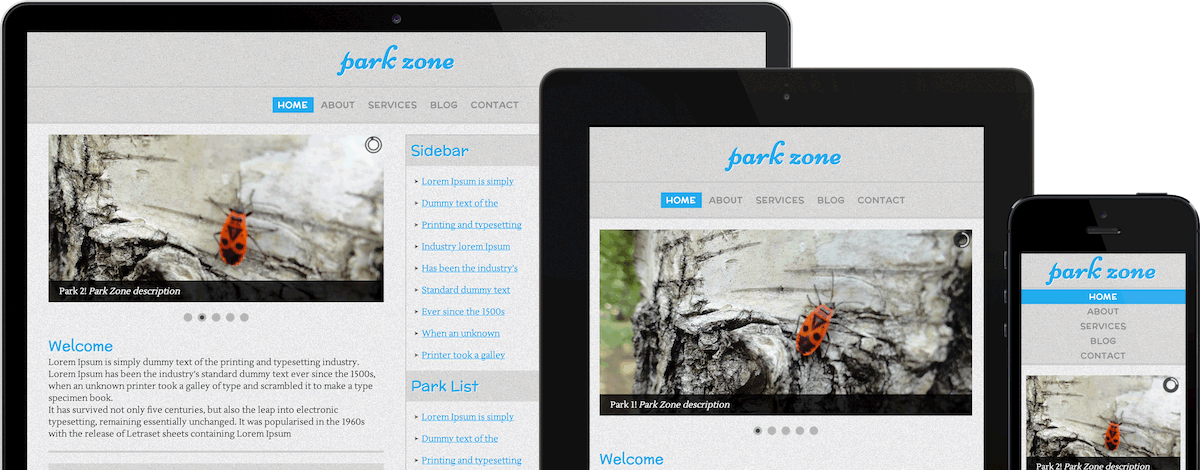 park zone
HOME ABOUT SERVICES BLOG CONTACT
Park 2! Park Zone description
Welcome
Lorem Ipsum is simply dummy text of the printing and typesetting industry.
Lorem Ipsum has been the industry's standard dummy text ever since the 1500s,
when an unknown printer took a galley of type and scrambled it to make a type
specimen book.
It has survived not only five centuries, but also the leap into electronic
typesetting, remaining essentially unchanged. It was popularised in the 1960s
with the release of Letraset sheets containing Lorem Ipsum
Sidebar
Lorem Ipsum is simply
Dummy text of the
Printing and typesetting
Industry lorem Ipsum
Has been the industry's
Standard dummy text
Ever since the 1500s
When an unknown
Printer took a galley
Park List
Lorem Ipsum is simply
Dummy text of the
Printing and typesetting
park zone
HOME ABOUT SERVICES BLOG CONTACT
Park 1! Park Zone description
Welcome
park zone
HOME
ABOUT
SERVICES
BLOG
CONTACT
Park 2! Park Zone description